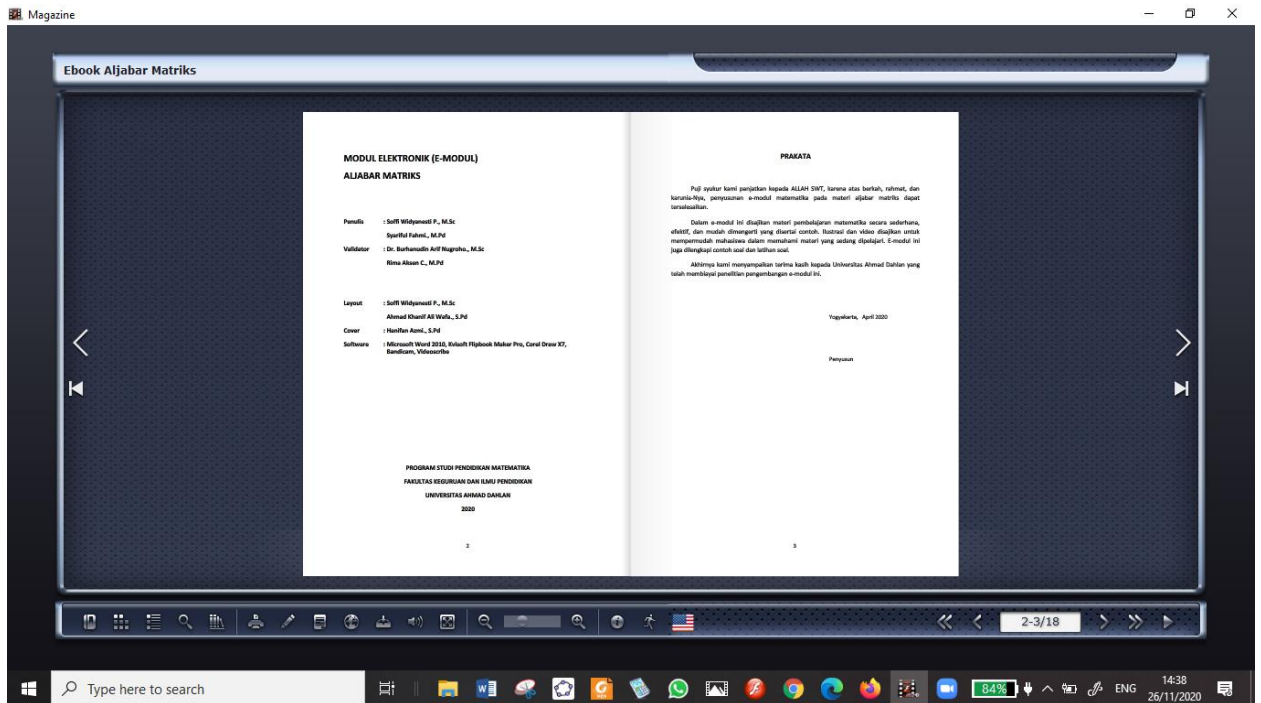 Magazine
Ebook Aljabar Matriks
MODUL ELEKTRONIK (E-MODUL)
ALJABAR MATRIKS
Penulis : Soffi Widyanesti P., M.Sc
Syariful Fahmi., M.Pd
Validator : Dr. Burhanudin Arif Nugroho., M.Sc
Rima Aksen C., M.Pd
Layout : Soffi Widyanesti P., M.Sc
Ahmad Khanif Ali Wafa., S.Pd
Cover : Hanifan Azmi., S.Pd
Software : Microsoft Word 2010, Kvisoft Flipbook Maker Pro, Corel Draw X7,
Bandicam, Videoscribe
PROGRAM STUDI PENDIDIKAN MATEMATIKA
FAKULTAS KEGURUAN DAN ILMU PENDIDIKAN
UNIVERSITAS AHMAD DAHLAN
2020
2
PRAKATA
Puji syukur kami panjatkan kepada ALLAH SWT, karena atas berkah, rahmat, dan
karunia-Nya, penyusunan e-modul matematika pada materi aljabar matriks dapat
terselesaikan.
Dalam e-modul ini disajikan materi pembelajaran matematika secara sederhana,
efektif, dan mudah dimengerti yang disertai contoh. Ilustrasi dan video disajikan untuk
mempermudah mahasiswa dalam memahami materi yang sedang dipelajari. E-modul ini
juga dilengkapi contoh soal dan latihan soal.
Akhirnya kami menyampaikan terima kasih kepada Universitas Ahmad Dahlan yang
telah membiayai penelitian pengembangan e-modul ini.
Yogyakarta, April 2020
Penyusun
3
2-3/18
Type here to search
84%
ENG
14:38
26/11/2020